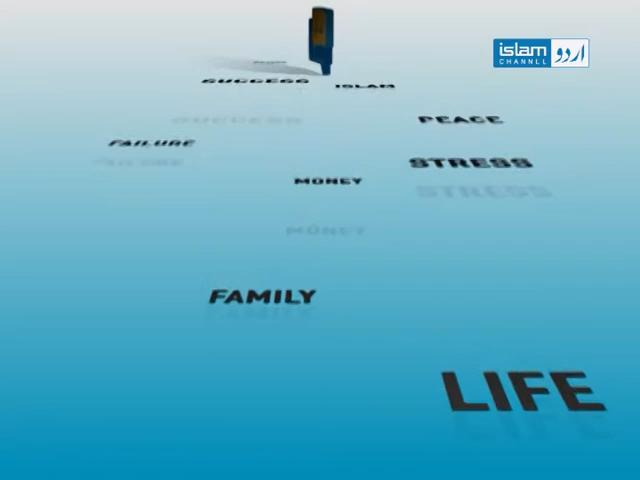 islam اردو
CHANNEL
SUCCESS
ISLAM
PEACE
FAILURE
STRESS
MONEY
FAMILY
LIFE